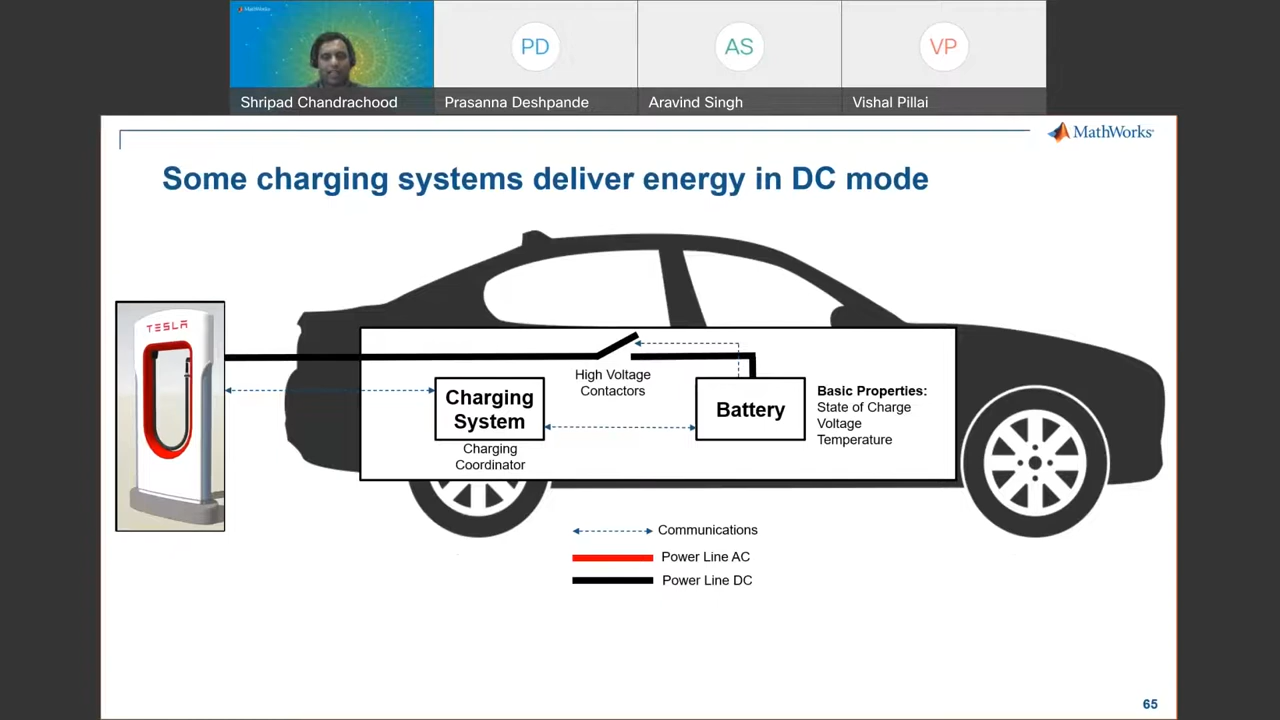 MathWorks
PD
AS
VP
Shripad Chandrachood
Prasanna Deshpande
Aravind Singh
Vishal Pillai
MathWorks
Some charging systems deliver energy in DC mode
TESLA
High Voltage
Contactors
Charging
System
Charging
Coordinator
Battery
Basic Properties:
State of Charge
Voltage
Temperature
Communications
Power Line AC
Power Line DC
65